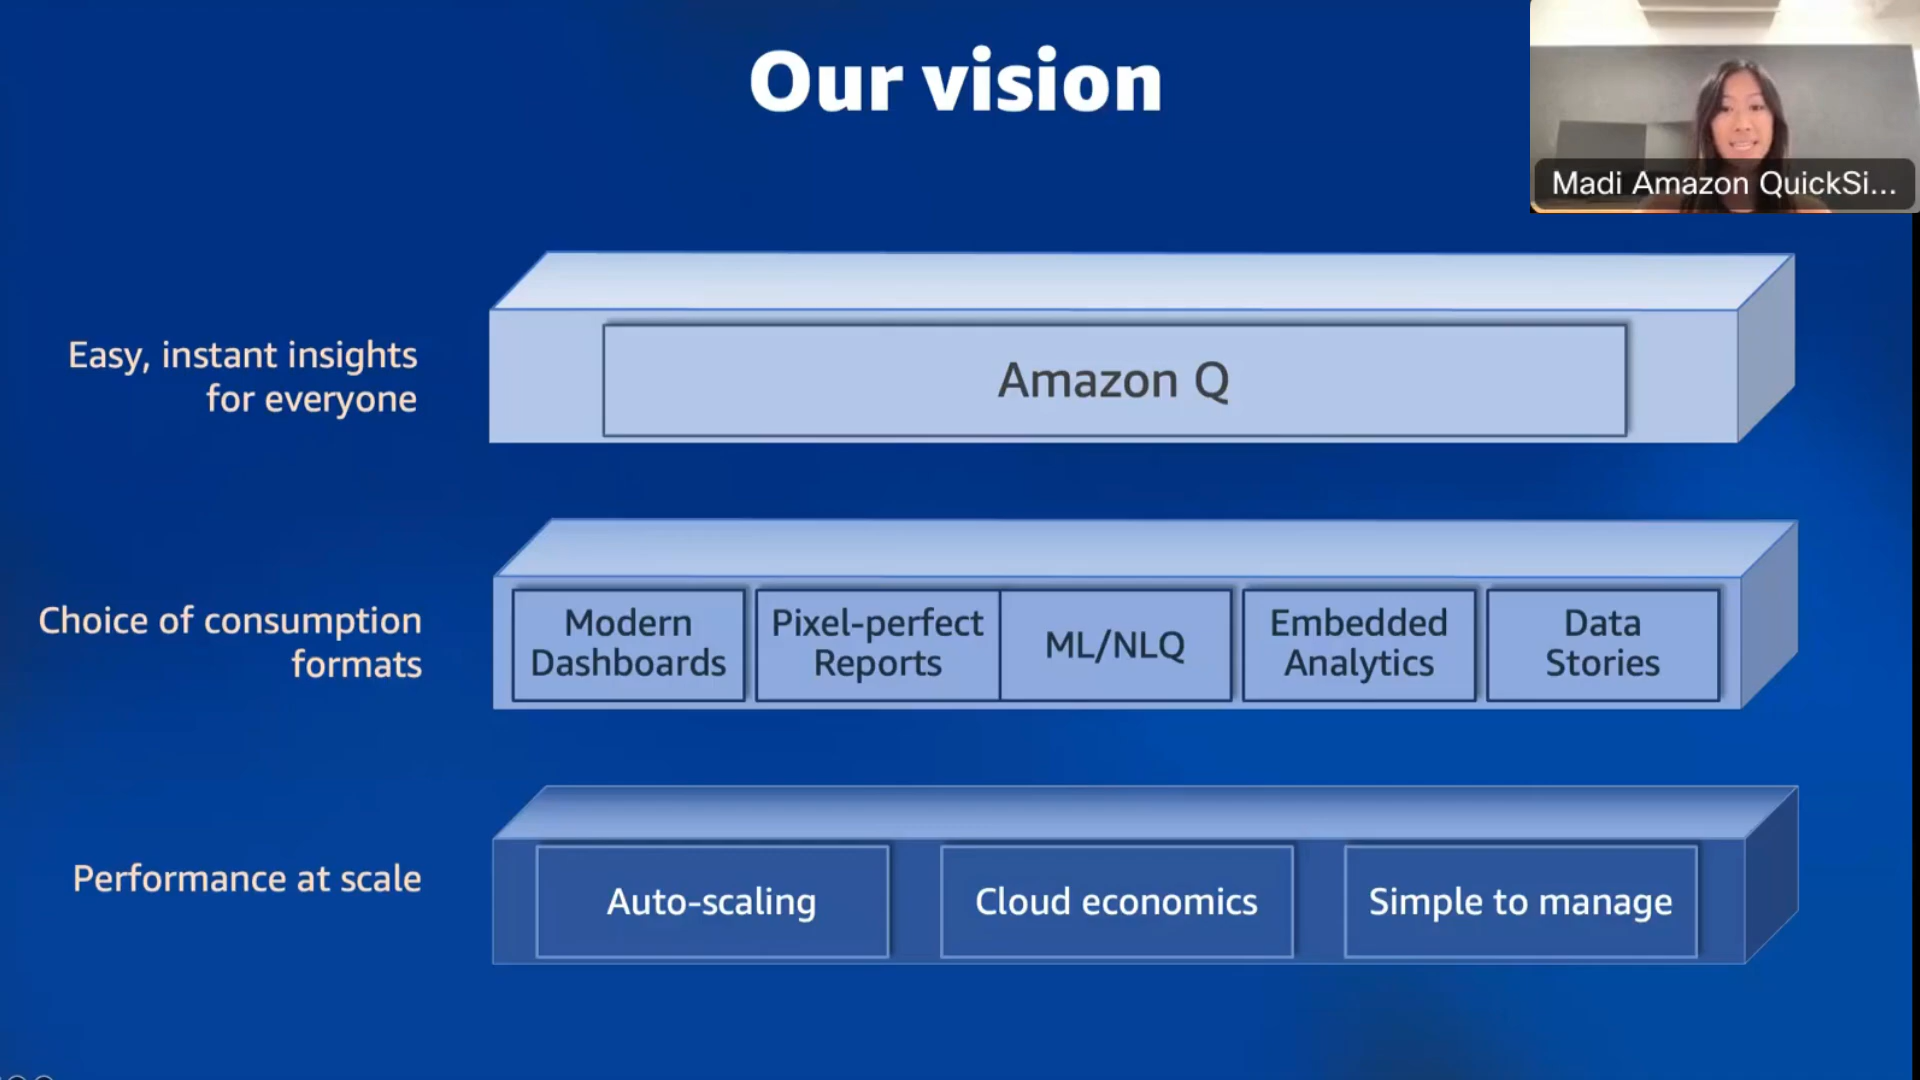 Our vision
Madi Amazon QuickSi...
Easy, instant insights
for everyone
Amazon Q
Choice of consumption
formats
Modern
Dashboards
Pixel-perfect
Reports
ML/NLQ
Embedded
Analytics
Data
Stories
Performance at scale
Auto-scaling
Cloud economics
Simple to manage